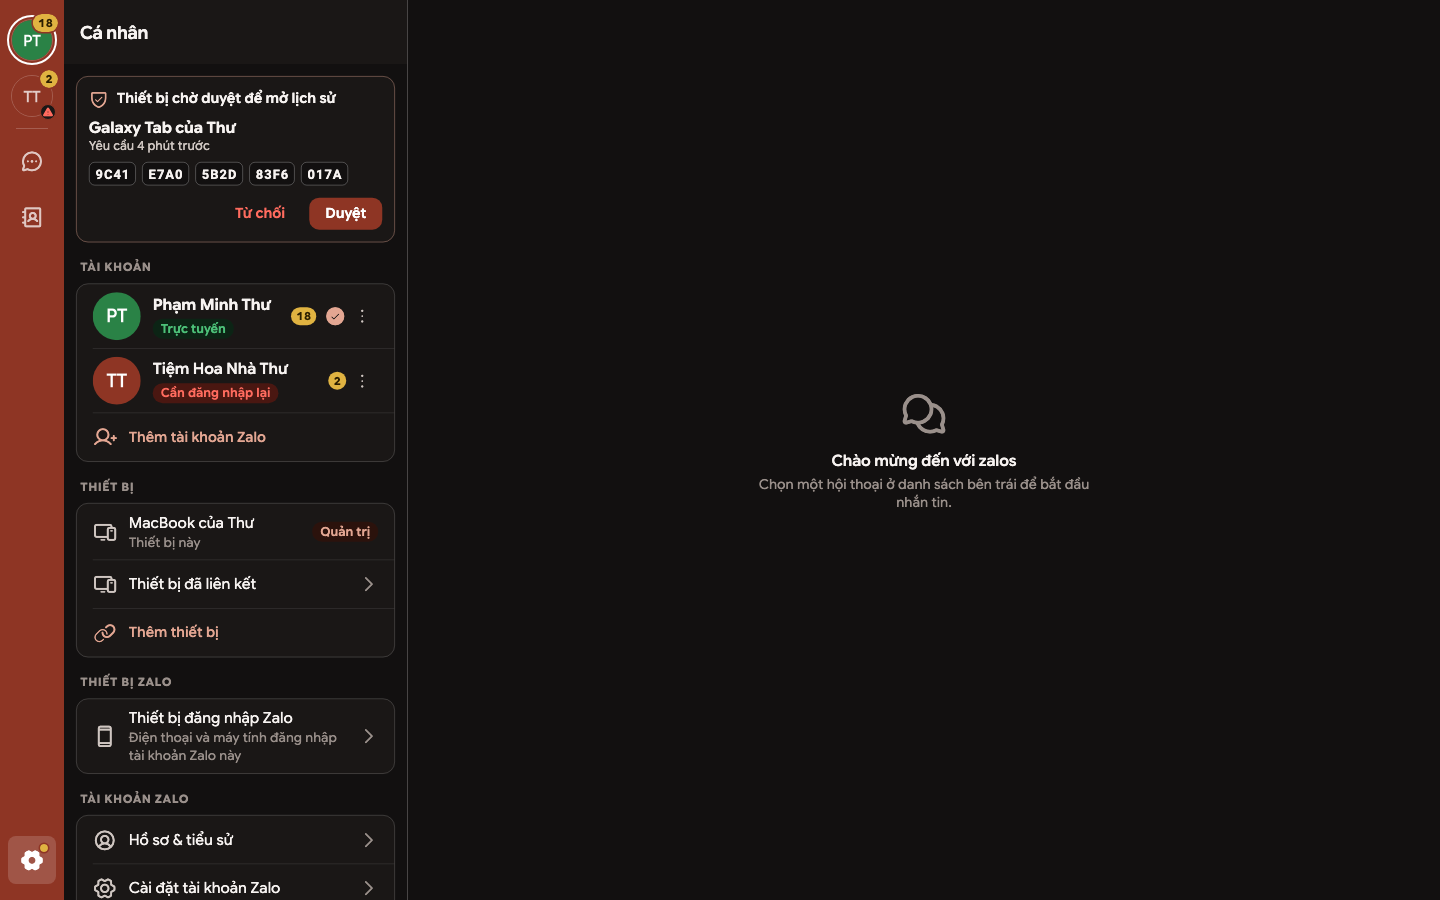 18
PT
2
TT
Cá nhân
Thiết bị chờ duyệt để mở lịch sử
Galaxy Tab của Thư
Yêu cầu 4 phút trước
9C41 E7A0 5B2D 83F6 017A
Từ chối
Duyệt
TÀI KHOẢN
PT
Phạm Minh Thư
Trực tuyến
18
TT
Tiệm Hoa Nhà Thư
Cần đăng nhập lại
2
Thêm tài khoản Zalo
THIẾT BỊ
MacBook của Thư
Thiết bị này
Quản trị
Thiết bị đã liên kết
Thêm thiết bị
THIẾT BỊ ZALO
Thiết bị đăng nhập Zalo
Điện thoại và máy tính đăng nhập
tài khoản Zalo này
TÀI KHOẢN ZALO
Hồ sơ & tiểu sử
Cài đặt tài khoản Zalo
Chào mừng đến với zalos
Chọn một hội thoại ở danh sách bên trái để bắt đầu
nhắn tin.